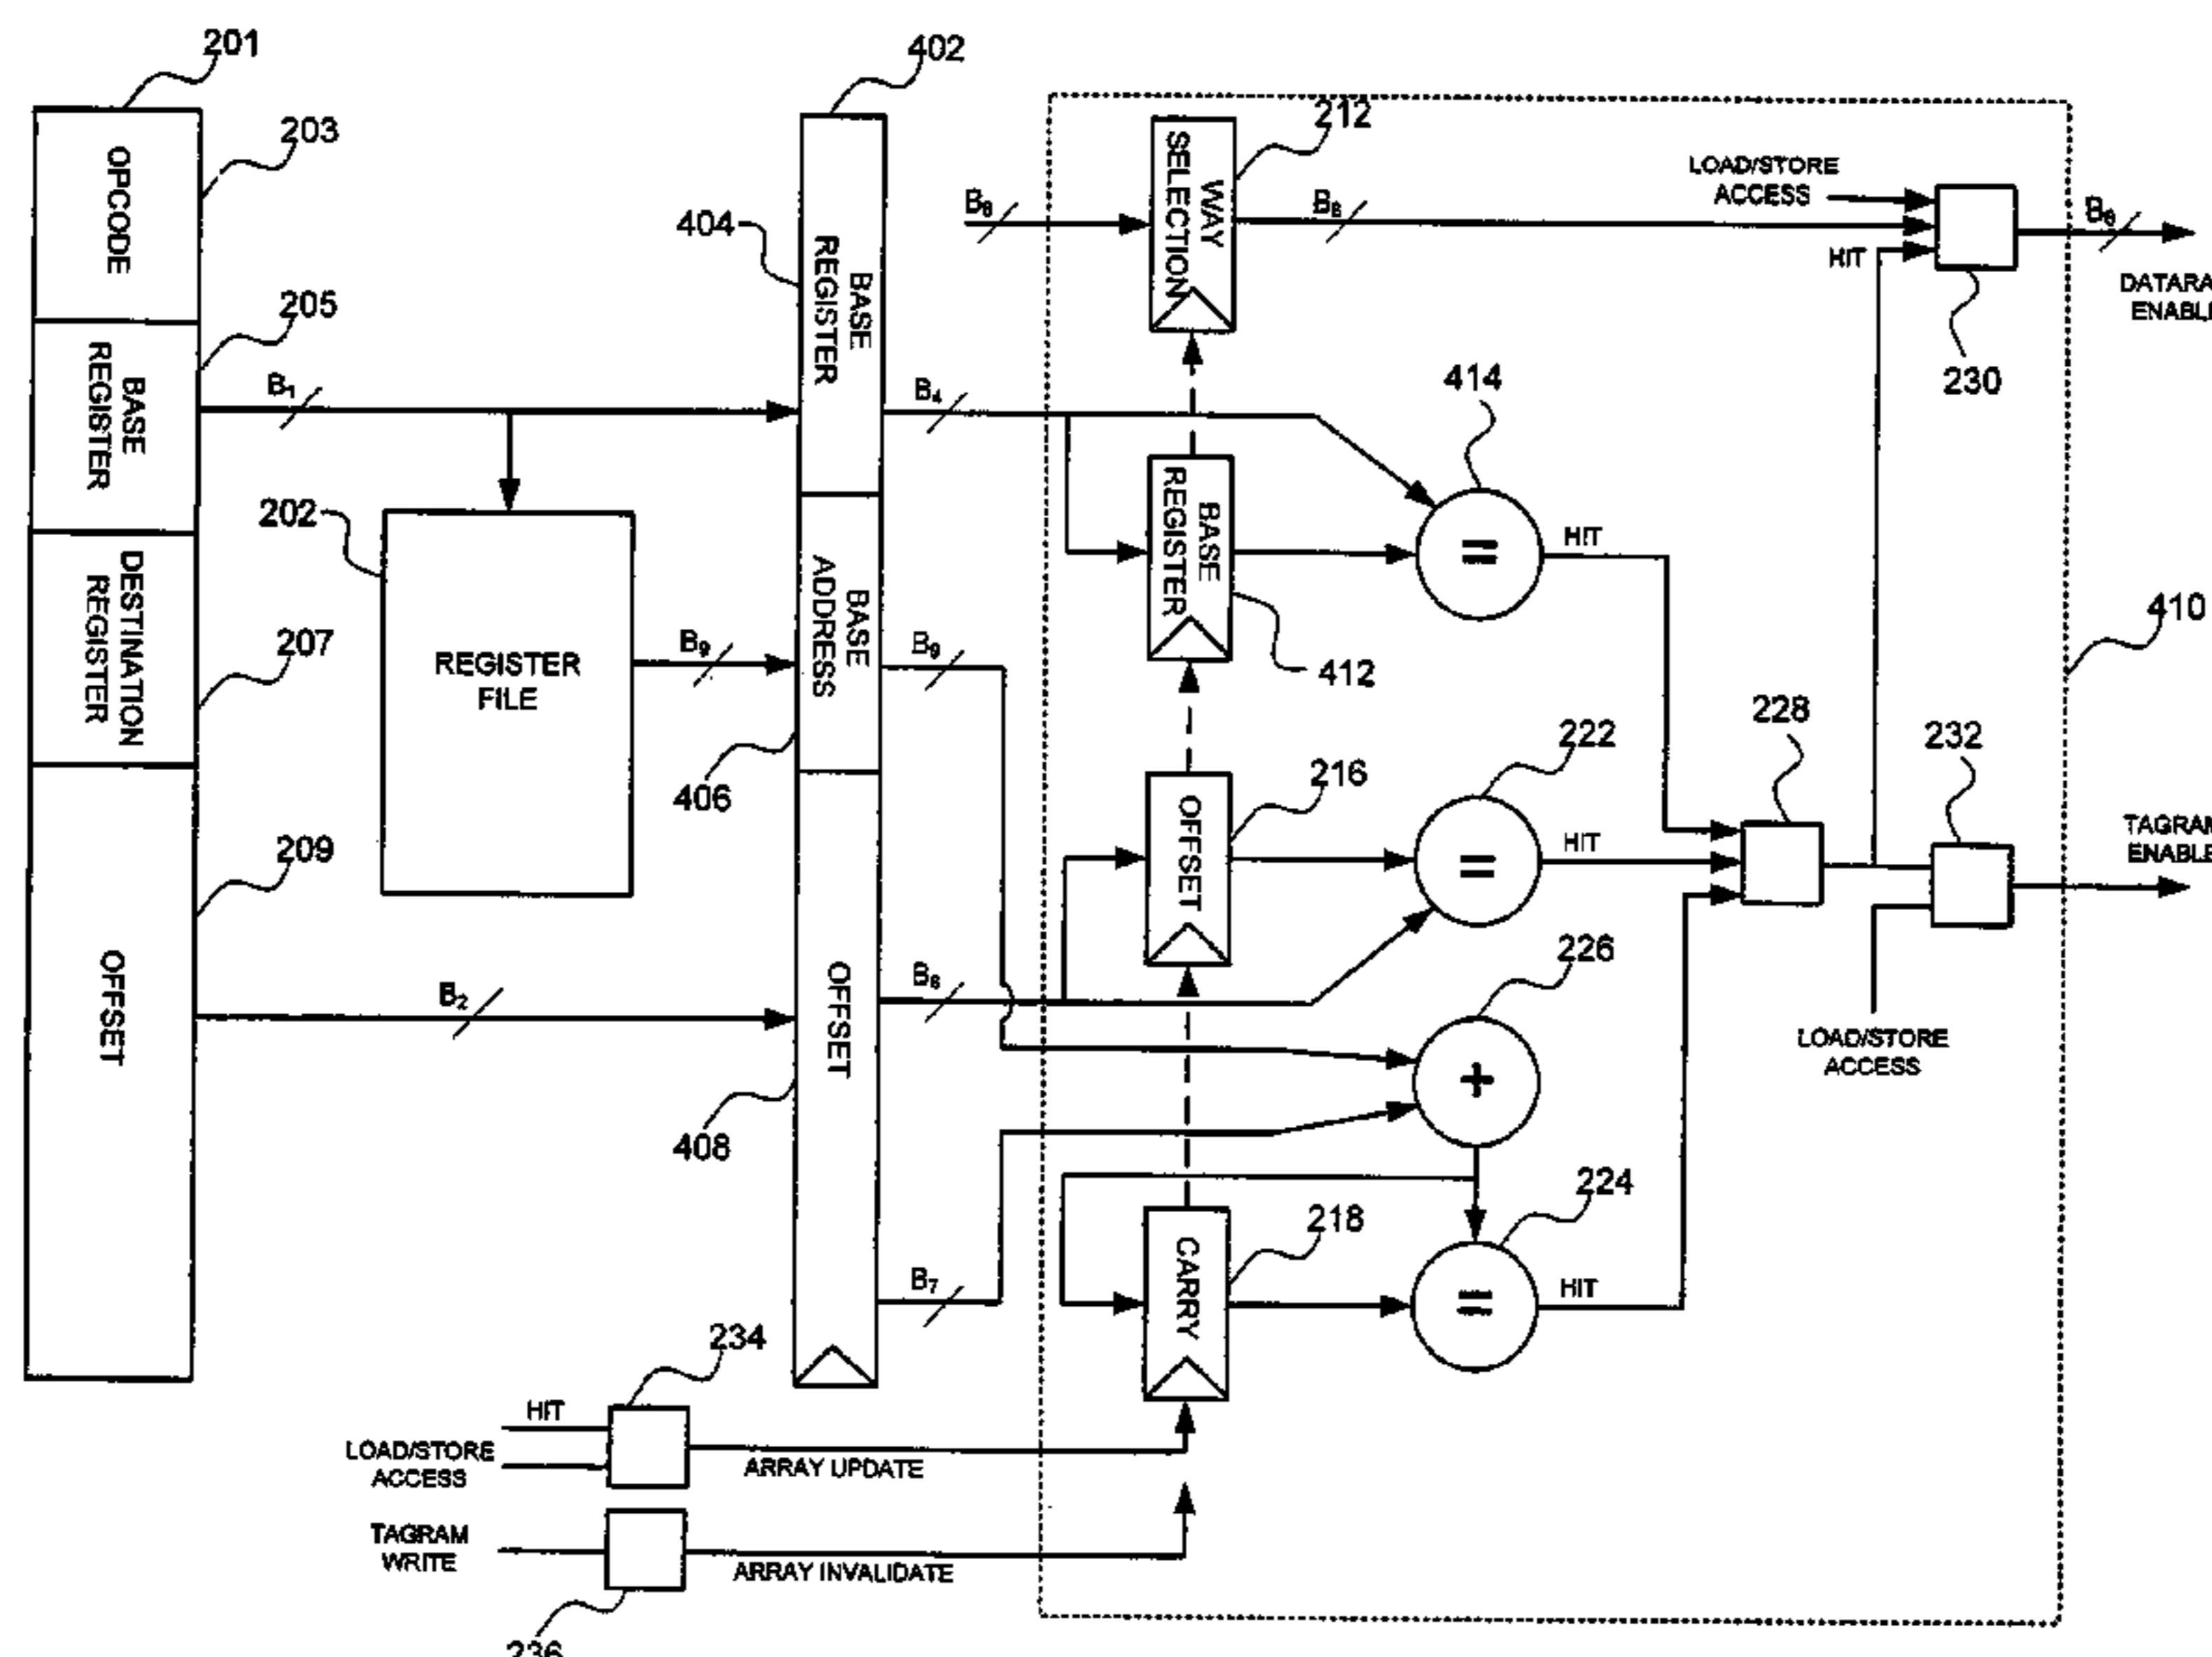 201
402
203
212
OPCODE
WAY
SELECTION
LOAD/STORE
ACCESS
404
HIT
DATARA
ENABLE
205
BASE
REGISTER
B₁
BASE
REGISTER
B₄
414
230
202
REGISTER
FILE
BASE
REGISTER
=
HIT
412
410
DESTINATION
REGISTER
207
B₉
BASE
ADDRESS
B₉
406
228
232
222
216
OFFSET
=
HIT
TAGRAM
ENABLE
209
OFFSET
B₂
OFFSET
B₆
226
+
LOAD/STORE
ACCESS
408
224
218
B₇
CARRY
=
HIT
234
HIT
LOAD/STORE
ACCESS
ARRAY UPDATE
TAGRAM
WRITE
ARRAY INVALIDATE
236